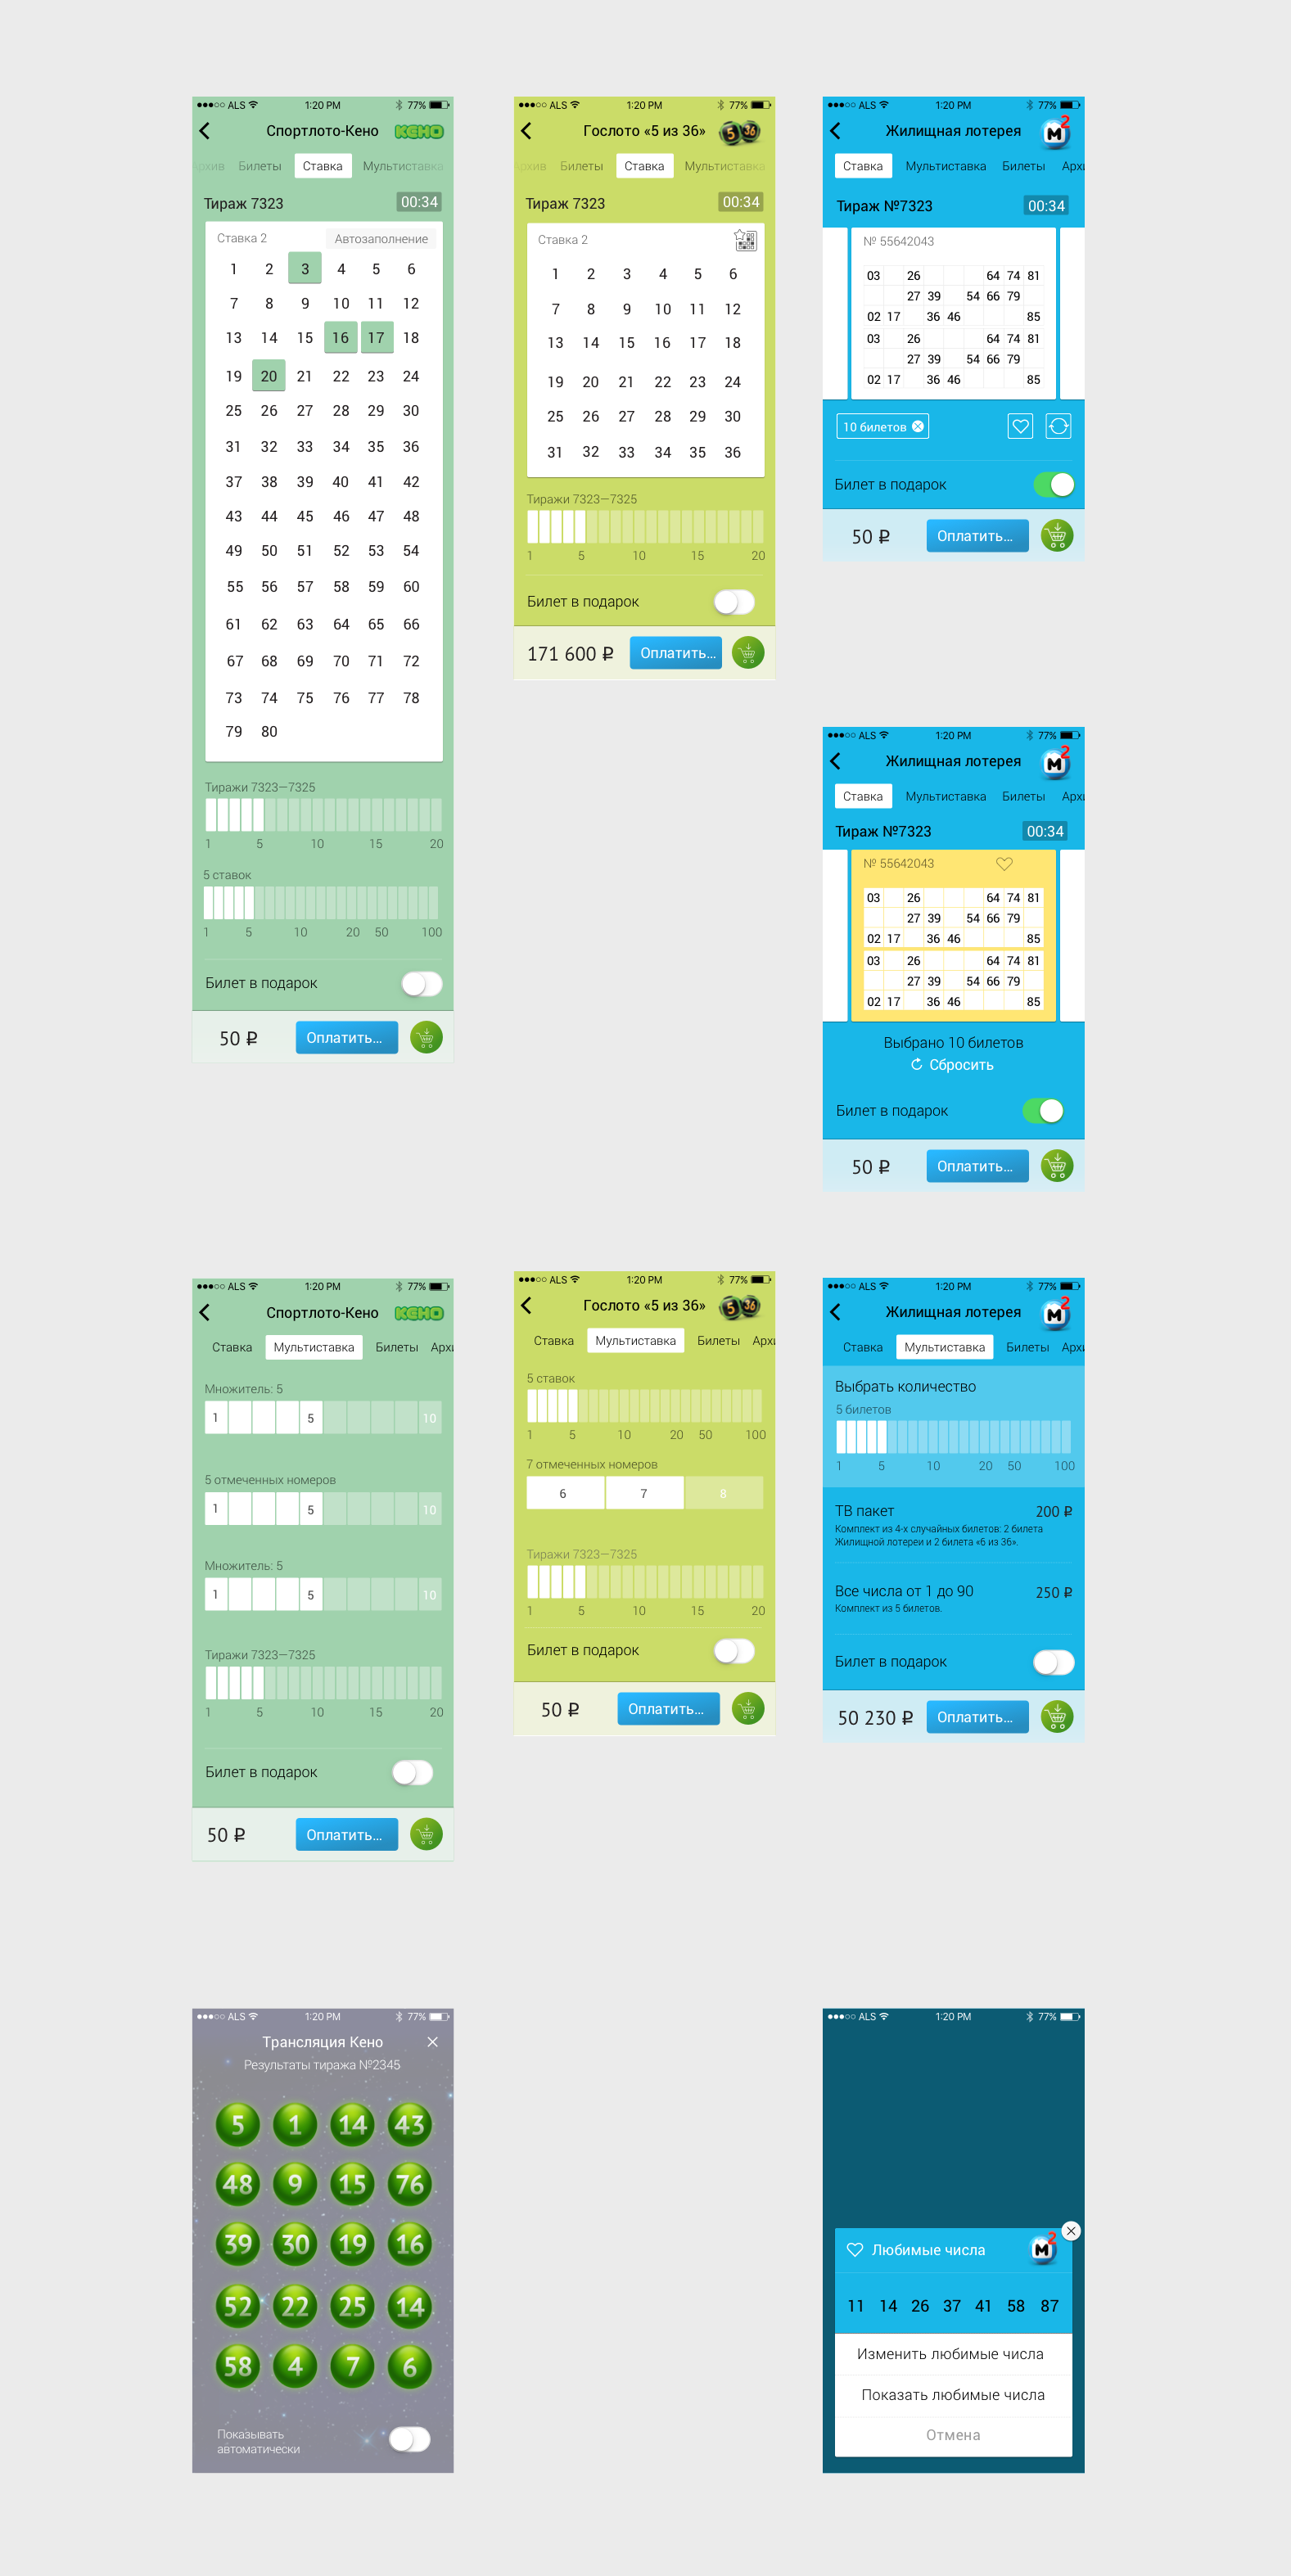 ALS 1:20 PM 77%
Спортлото-Кено КЕНО
Билеты Ставка Мультиставка
Тираж 7323 00:34
Ставка 2 Автозаполнение
1 2 3 4 5 6
7 8 9 10 11 12
13 14 15 16 17 18
19 20 21 22 23 24
25 26 27 28 29 30
31 32 33 34 35 36
37 38 39 40 41 42
43 44 45 46 47 48
49 50 51 52 53 54
55 56 57 58 59 60
61 62 63 64 65 66
67 68 69 70 71 72
73 74 75 76 77 78
79 80
Тиражи 7323—7325
1 5 10 15 20
5 ставок
1 5 10 20 50 100
Билет в подарок
50 ₽ Оплатить...
ALS 1:20 PM 77%
Гослото «5 из 36» 5 36
Билеты Ставка Мультиставка
Тираж 7323 00:34
Ставка 2
1 2 3 4 5 6
7 8 9 10 11 12
13 14 15 16 17 18
19 20 21 22 23 24
25 26 27 28 29 30
31 32 33 34 35 36
Тиражи 7323—7325
1 5 10 15 20
Билет в подарок
171 600 ₽ Оплатить...
ALS 1:20 PM 77%
Жилищная лотерея М2
Ставка Мультиставка Билеты Архи
Тираж №7323 00:34
№ 55642043
03 26 64 74 81
27 39 54 66 79
02 17 36 46 85
03 26 64 74 81
27 39 54 66 79
02 17 36 46 85
10 билетов
Билет в подарок
50 ₽ Оплатить...
ALS 1:20 PM 77%
Жилищная лотерея М2
Ставка Мультиставка Билеты Архи
Тираж №7323 00:34
№ 55642043
03 26 64 74 81
27 39 54 66 79
02 17 36 46 85
03 26 64 74 81
27 39 54 66 79
02 17 36 46 85
Выбрано 10 билетов
Сбросить
Билет в подарок
50 ₽ Оплатить...
ALS 1:20 PM 77%
Спортлото-Кено КЕНО
Ставка Мультиставка Билеты Архи
Множитель: 5
1 5 10
5 отмеченных номеров
1 5 10
Множитель: 5
1 5 10
Тиражи 7323—7325
1 5 10 15 20
Билет в подарок
50 ₽ Оплатить...
ALS 1:20 PM 77%
Гослото «5 из 36» 5 36
Ставка Мультиставка Билеты Архи
5 ставок
1 5 10 20 50 100
7 отмеченных номеров
6 7 8
Тиражи 7323—7325
1 5 10 15 20
Билет в подарок
50 ₽ Оплатить...
ALS 1:20 PM 77%
Жилищная лотерея М2
Ставка Мультиставка Билеты Архи
Выбрать количество
5 билетов
1 5 10 20 50 100
ТВ пакет 200 ₽
Комплект из 4-х случайных билетов: 2 билета
Жилищной лотереи и 2 билета «6 из 36».
Все числа от 1 до 90 250 ₽
Комплект из 5 билетов.
Билет в подарок
50 230 ₽ Оплатить...
ALS 1:20 PM 77%
Трансляция Кено
Результаты тиража №2345
5 1 14 43
48 9 15 76
39 30 19 16
52 22 25 14
58 4 7 6
Показывать
автоматически
ALS 1:20 PM 77%
Любимые числа М2
11 14 26 37 41 58 87
Изменить любимые числа
Показать любимые числа
Отмена